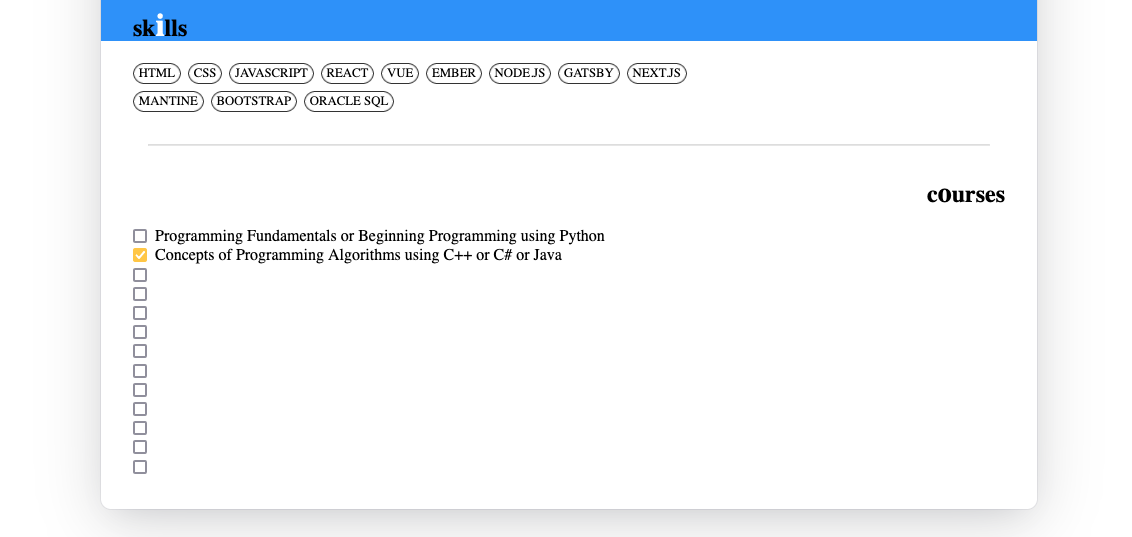 skills
HTML CSS JAVASCRIPT REACT VUE EMBER NODE.JS GATSBY NEXT.JS
MANTINE BOOTSTRAP ORACLE SQL
courses
Programming Fundamentals or Beginning Programming using Python
Concepts of Programming Algorithms using C++ or C# or Java